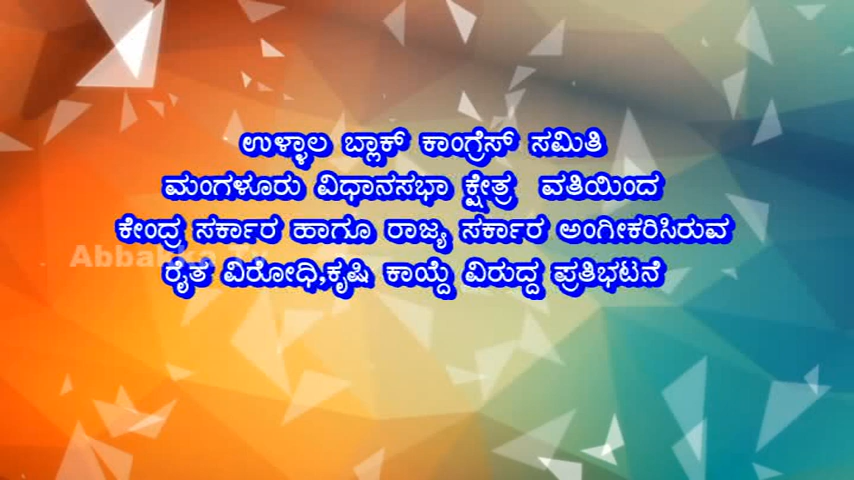 ಉಳ್ಳಾಲ ಬ್ಲಾಕ್ ಕಾಂಗ್ರೆಸ್ ಸಮಿತಿ
ಮಂಗಳೂರು ವಿಧಾನಸಭಾ ಕ್ಷೇತ್ರ ವತಿಯಿಂದ
ಕೇಂದ್ರ ಸರ್ಕಾರ ಹಾಗೂ ರಾಜ್ಯ ಸರ್ಕಾರ ಅಂಗೀಕರಿಸಿರುವ
ರೈತ ವಿರೋಧಿ,ಕೃಷಿ ಕಾಯ್ದೆ ವಿರುದ್ದ ಪ್ರತಿಭಟನೆ